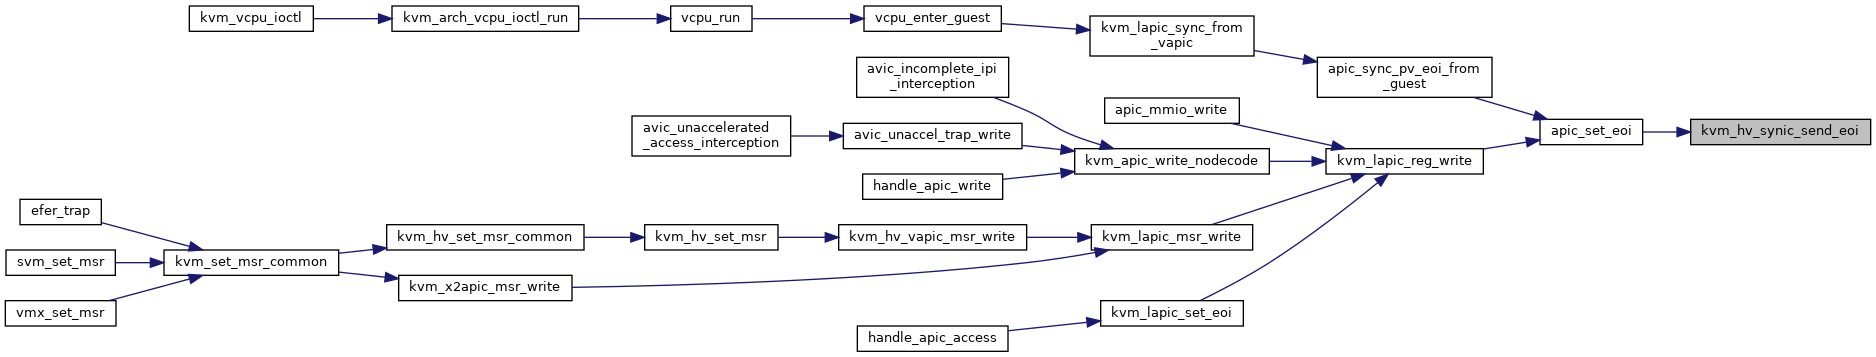 kvm_vcpu_ioctl
kvm_arch_vcpu_ioctl_run
vcpu_run
vcpu_enter_guest
kvm_lapic_sync_from
_vapic
apic_sync_pv_eoi_from
_guest
avic_incomplete_ipi
_interception
apic_mmio_write
avic_unaccelerated
_access_interception
avic_unaccel_trap_write
apic_set_eoi
kvm_hv_synic_send_eoi
kvm_apic_write_nodecode
kvm_lapic_reg_write
handle_apic_write
efer_trap
kvm_hv_set_msr_common
kvm_hv_set_msr
kvm_hv_vapic_msr_write
kvm_lapic_msr_write
svm_set_msr
kvm_set_msr_common
kvm_x2apic_msr_write
vmx_set_msr
kvm_lapic_set_eoi
handle_apic_access